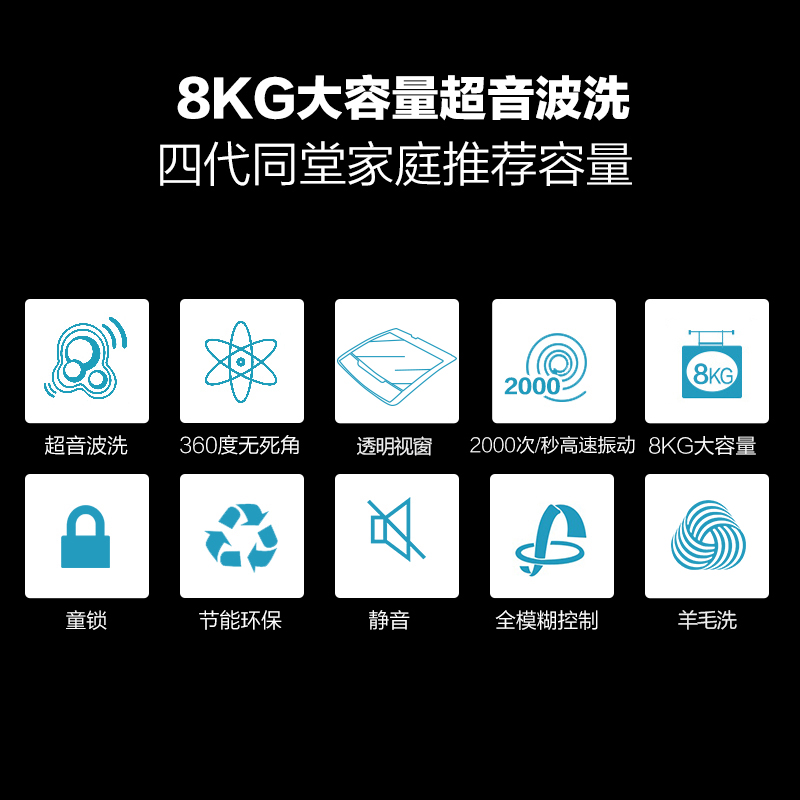 8KG大容量超音波洗
四代同堂家庭推荐容量
2000
8KG
超音波洗
360度无死角
透明视窗
2000次/秒高速振动
8KG大容量
童锁
节能环保
静音
全模糊控制
羊毛洗